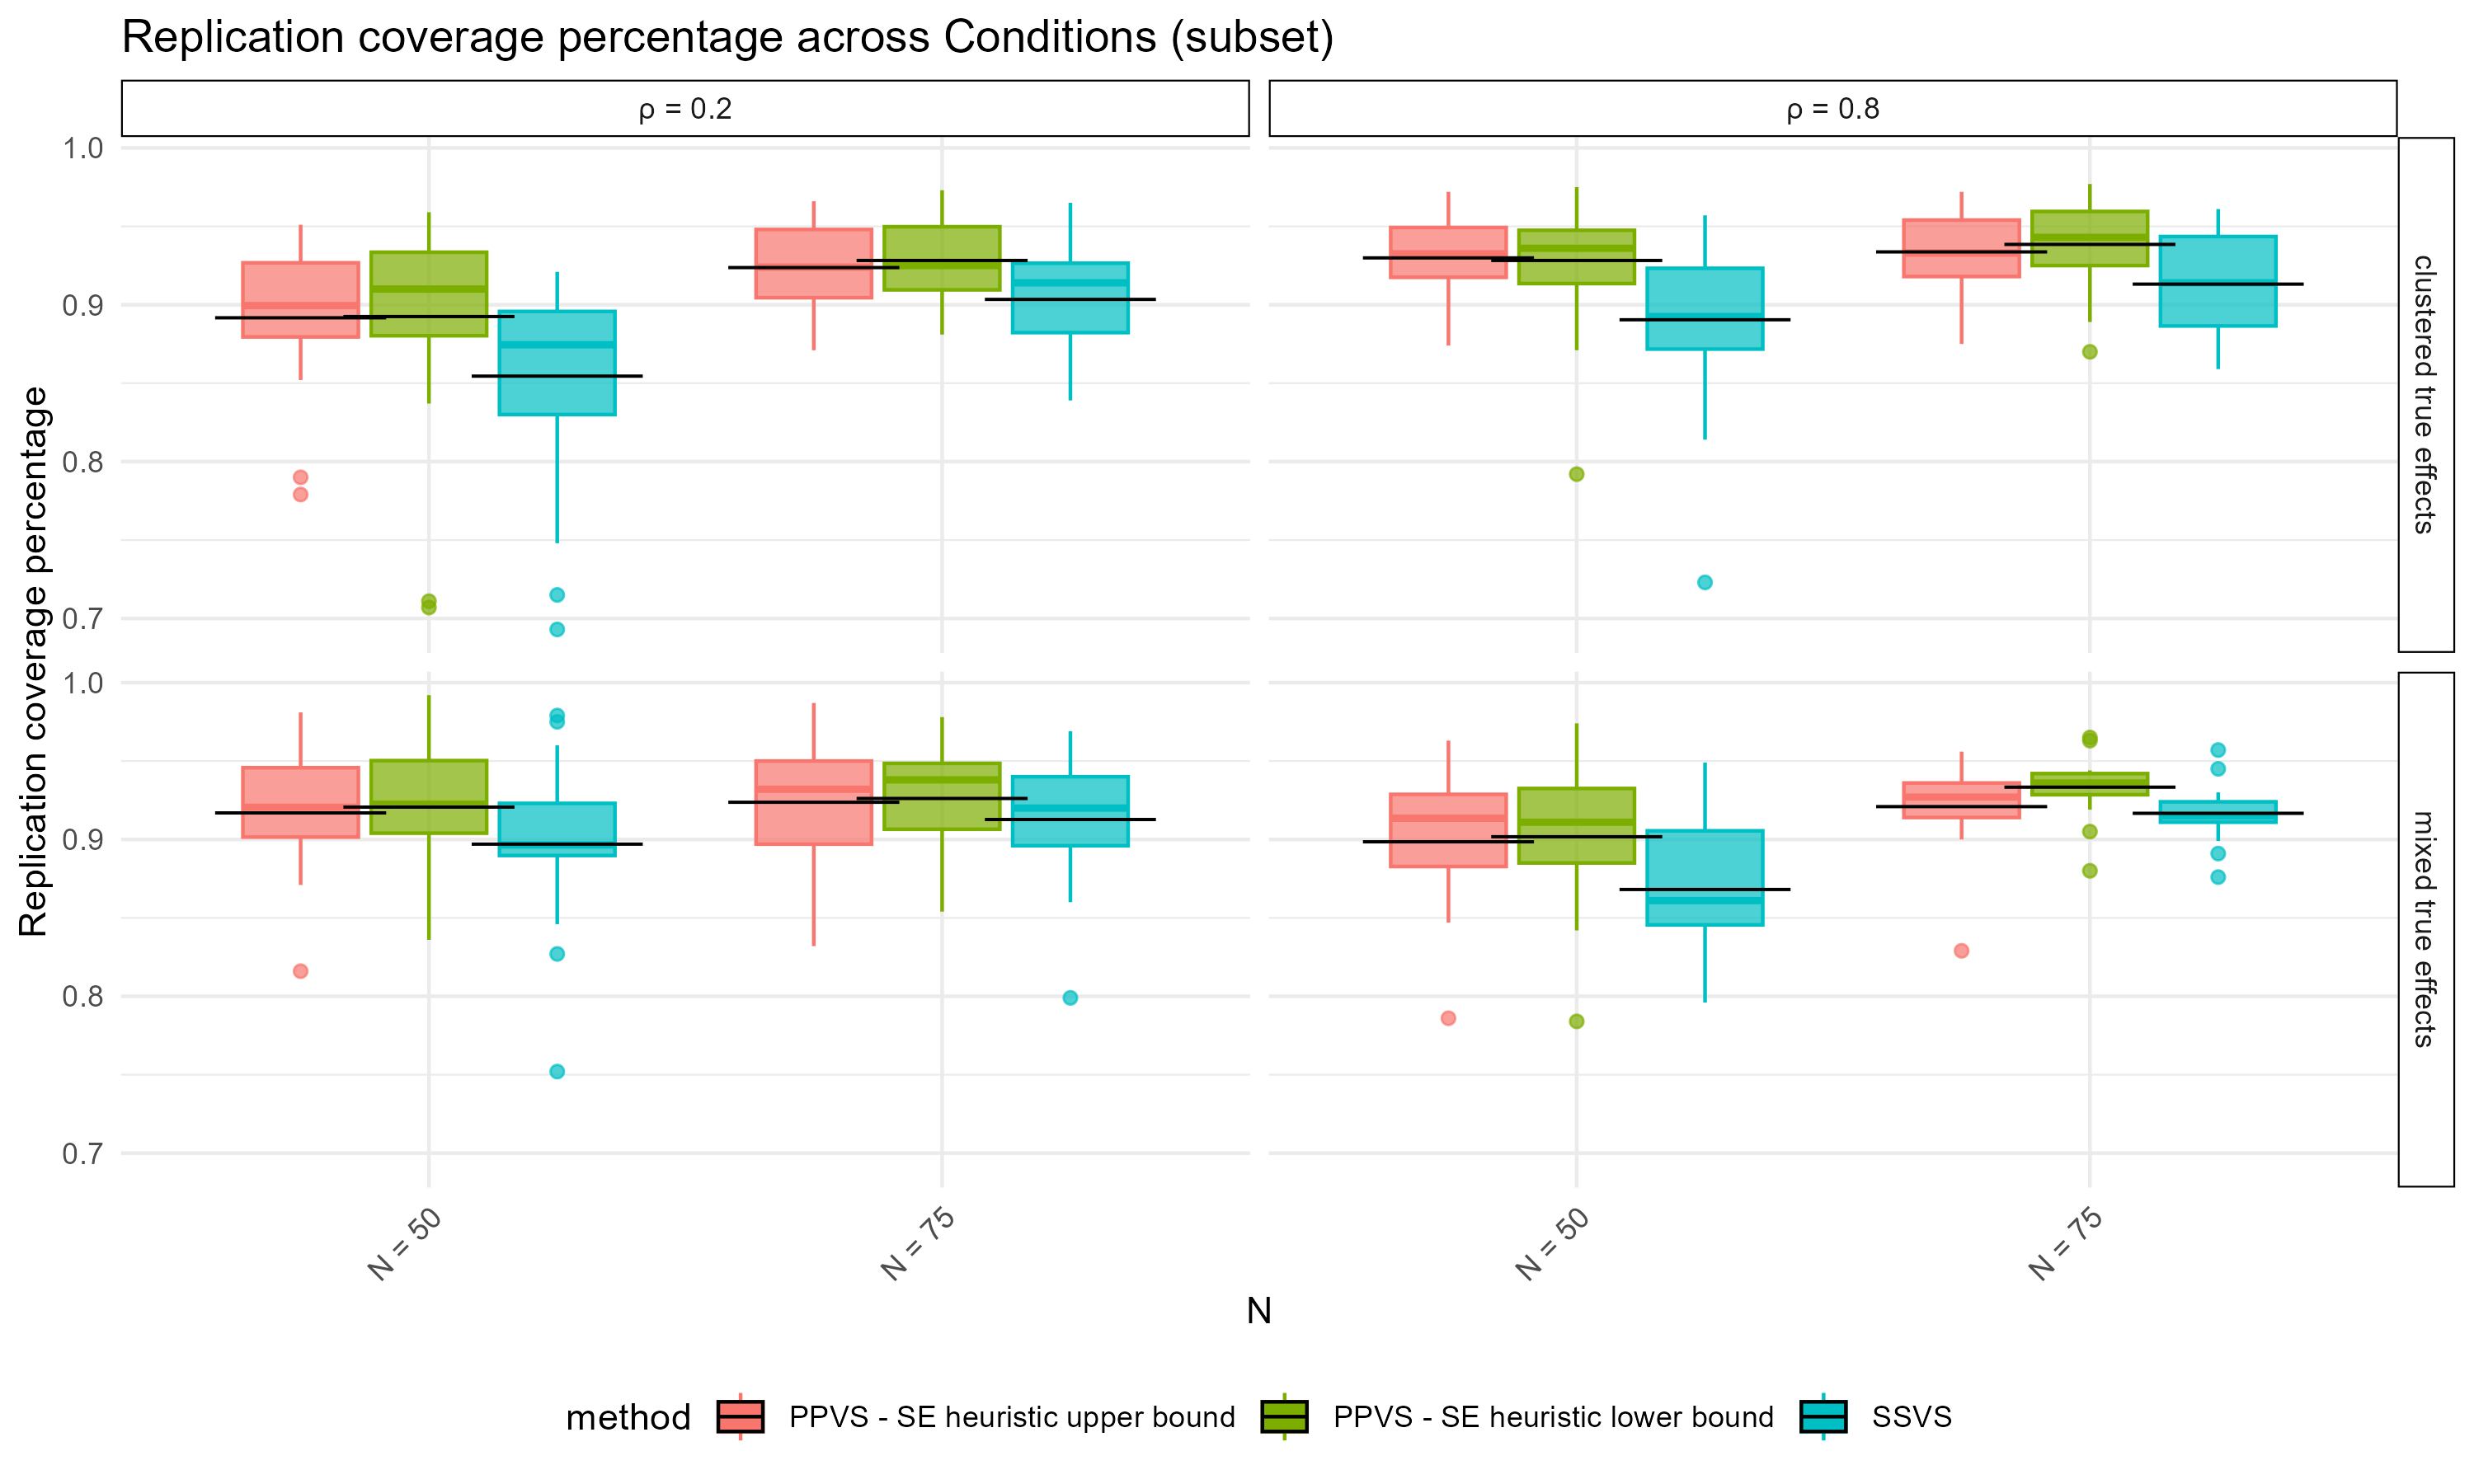 Replication coverage percentage across Conditions (subset)
ρ = 0.2
ρ = 0.8
Replication coverage percentage
1.0
0.9
0.8
0.7
clustered true effects
1.0
0.9
0.8
0.7
mixed true effects
N = 50
N = 75
N = 50
N = 75
N
method
PPVS - SE heuristic upper bound
PPVS - SE heuristic lower bound
SSVS